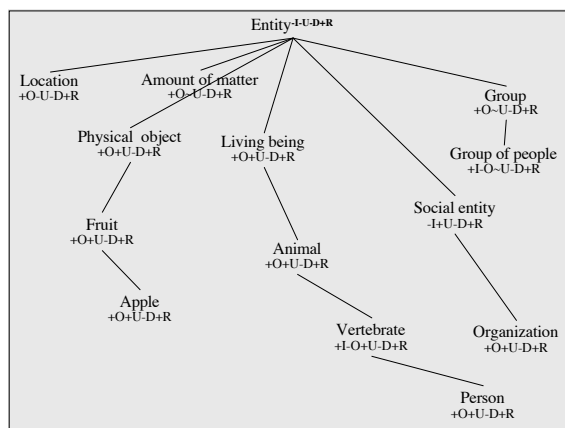 Entity-I-U-D+R
Location
+O-U-D+R
Amount of matter
+O~U-D+R
Group
+O~U-D+R
Physical object
+O+U-D+R
Living being
+O+U-D+R
Group of people
+I-O~U-D+R
Fruit
+O+U-D+R
Social entity
-I+U-D+R
Animal
+O+U-D+R
Apple
+O+U-D+R
Vertebrate
+I-O+U-D+R
Organization
+O+U-D+R
Person
+O+U-D+R